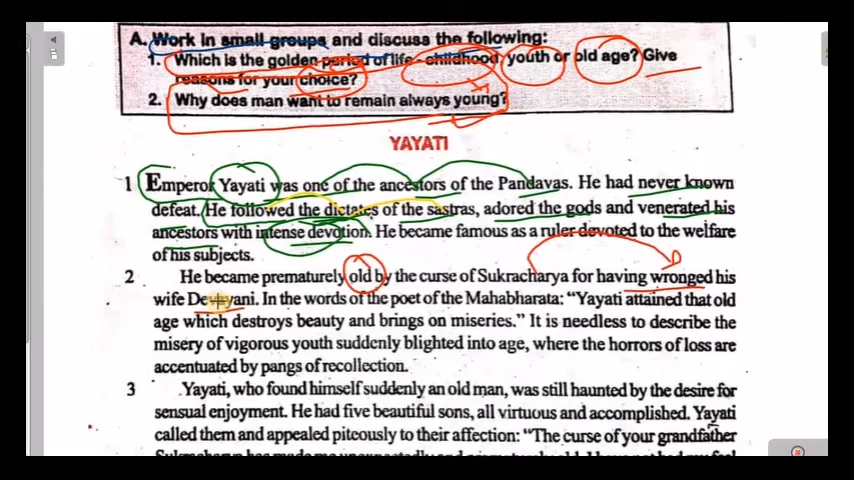 A. Work in small groups and discuss the following:
1. Which is the golden period of life - childhood, youth or old age? Give
reasons for your choice?
2. Why does man want to remain always young?
YAYATI
1 Emperor Yayati was one of the ancestors of the Pandavas. He had never known
defeat. He followed the dictates of the sastras, adored the gods and venerated his
ancestors with intense devotion. He became famous as a ruler devoted to the welfare
of his subjects.
2 He became prematurely old by the curse of Sukracharya for having wronged his
wife Devayani. In the words of the poet of the Mahabharata: “Yayati attained that old
age which destroys beauty and brings on miseries.” It is needless to describe the
misery of vigorous youth suddenly blighted into age, where the horrors of loss are
accentuated by pangs of recollection.
3 Yayati, who found himself suddenly an old man, was still haunted by the desire for
sensual enjoyment. He had five beautiful sons, all virtuous and accomplished. Yayati
called them and appealed piteously to their affection: “The curse of your grandfather